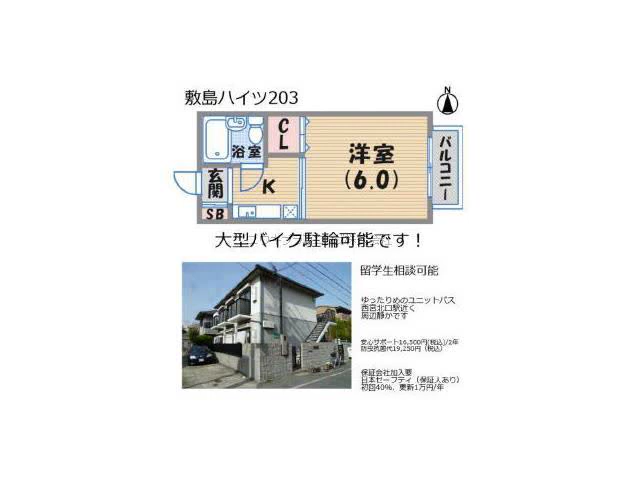 敷島ハイツ203
N
CL
浴室
洋室
(6.0)
バルコニー
玄関
K
SB
大型バイク駐輪可能です！
留学生相談可能
ゆったりめのユニットバス
西宮北口駅近く
周辺静かです
安心サポート16,500円(税込)/2年
防虫抗菌代19,250円（税込）
保証会社加入要
日本セーフティ（保証人あり）
初回40%、更新1万円/年